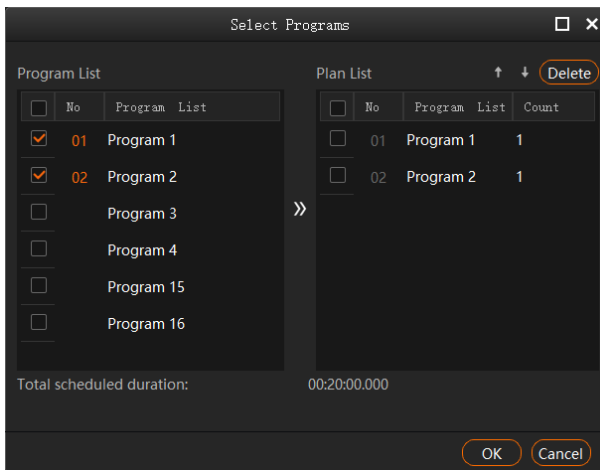 Select Programs
Program List
Plan List
Delete
No Program List
No Program List Count
01 Program 1
01 Program 1 1
02 Program 2
02 Program 2 1
Program 3
Program 4
Program 15
Program 16
Total scheduled duration: 00:20:00.000
OK Cancel